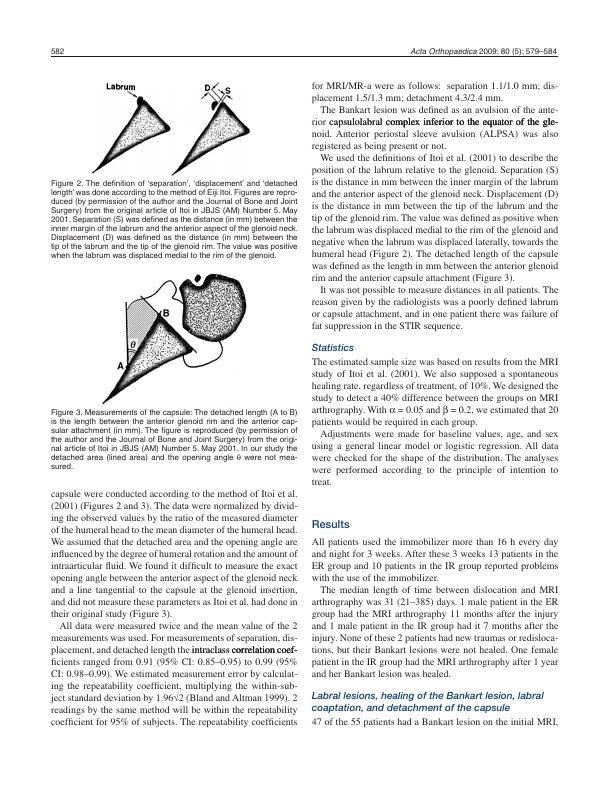 582
Acta Orthopaedica 2009; 80 (5): 579–584
Labrum
D
S
Figure 2. The definition of 'separation', 'displacement' and 'detached
length' was done according to the method of Eiji Itoi. Figures are repro-
duced (by permission of the author and the Journal of Bone and Joint
Surgery) from the original article of Itoi in JBJS (AM) Number 5. May
2001. Separation (S) was defined as the distance (in mm) between the
inner margin of the labrum and the anterior aspect of the glenoid neck.
Displacement (D) was defined as the distance (in mm) between the
tip of the labrum and the tip of the glenoid rim. The value was positive
when the labrum was displaced medial to the rim of the glenoid.
B
θ
A
Figure 3. Measurements of the capsule: The detached length (A to B)
is the length between the anterior glenoid rim and the anterior cap-
sular attachment (in mm). The figure is reproduced (by permission of
the author and the Journal of Bone and Joint Surgery) from the origi-
nal article of Itoi in JBJS (AM) Number 5. May 2001. In our study the
detached area (lined area) and the opening angle θ were not mea-
sured.
capsule were conducted according to the method of Itoi et al.
(2001) (Figures 2 and 3). The data were normalized by divid-
ing the observed values by the ratio of the measured diameter
of the humeral head to the mean diameter of the humeral head.
We assumed that the detached area and the opening angle are
influenced by the degree of humeral rotation and the amount of
intraarticular fluid. We found it difficult to measure the exact
opening angle between the anterior aspect of the glenoid neck
and a line tangential to the capsule at the glenoid insertion,
and did not measure these parameters as Itoi et al. had done in
their original study (Figure 3).
All data were measured twice and the mean value of the 2
measurements was used. For measurements of separation, dis-
placement, and detached length the intraclass correlation coef-
ficients ranged from 0.91 (95% CI: 0.85–0.95) to 0.99 (95%
CI: 0.98–0.99). We estimated measurement error by calculat-
ing the repeatability coefficient, multiplying the within-sub-
ject standard deviation by 1.96√2 (Bland and Altman 1999). 2
readings by the same method will be within the repeatability
coefficient for 95% of subjects. The repeatability coefficients
for MRI/MR-a were as follows: separation 1.1/1.0 mm; dis-
placement 1.5/1.3 mm; detachment 4.3/2.4 mm.
The Bankart lesion was defined as an avulsion of the ante-
rior capsulolabral complex inferior to the equator of the gle-
noid. Anterior periostal sleeve avulsion (ALPSA) was also
registered as being present or not.
We used the definitions of Itoi et al. (2001) to describe the
position of the labrum relative to the glenoid. Separation (S)
is the distance in mm between the inner margin of the labrum
and the anterior aspect of the glenoid neck. Displacement (D)
is the distance in mm between the tip of the labrum and the
tip of the glenoid rim. The value was defined as positive when
the labrum was displaced medial to the rim of the glenoid and
negative when the labrum was displaced laterally, towards the
humeral head (Figure 2). The detached length of the capsule
was defined as the length in mm between the anterior glenoid
rim and the anterior capsule attachment (Figure 3).
It was not possible to measure distances in all patients. The
reason given by the radiologists was a poorly defined labrum
or capsule attachment, and in one patient there was failure of
fat suppression in the STIR sequence.
Statistics
The estimated sample size was based on results from the MRI
study of Itoi et al. (2001). We also supposed a spontaneous
healing rate, regardless of treatment, of 10%. We designed the
study to detect a 40% difference between the groups on MRI
arthrography. With α = 0.05 and β = 0.2, we estimated that 20
patients would be required in each group.
Adjustments were made for baseline values, age, and sex
using a general linear model or logistic regression. All data
were checked for the shape of the distribution. The analyses
were performed according to the principle of intention to
treat.
Results
All patients used the immobilizer more than 16 h every day
and night for 3 weeks. After these 3 weeks 13 patients in the
ER group and 10 patients in the IR group reported problems
with the use of the immobilizer.
The median length of time between dislocation and MRI
arthrography was 31 (21–385) days. 1 male patient in the ER
group had the MRI arthrography 11 months after the injury
and 1 male patient in the IR group had it 7 months after the
injury. None of these 2 patients had new traumas or redisloca-
tions, but their Bankart lesions were not healed. One female
patient in the IR group had the MRI arthrography after 1 year
and her Bankart lesion was healed.
Labral lesions, healing of the Bankart lesion, labral
coaptation, and detachment of the capsule
47 of the 55 patients had a Bankart lesion on the initial MRI,